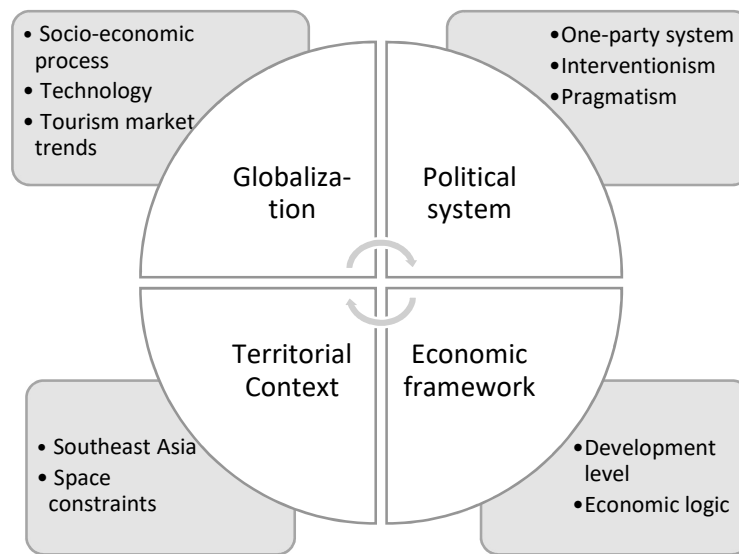 • Socio-economic
process
• Technology
• Tourism market
trends
•One-party system
•Interventionism
•Pragmatism
Globaliza-
tion
Political
system
Territorial
Context
Economic
framework
• Southeast Asia
• Space
constraints
•Development
level
•Economic logic